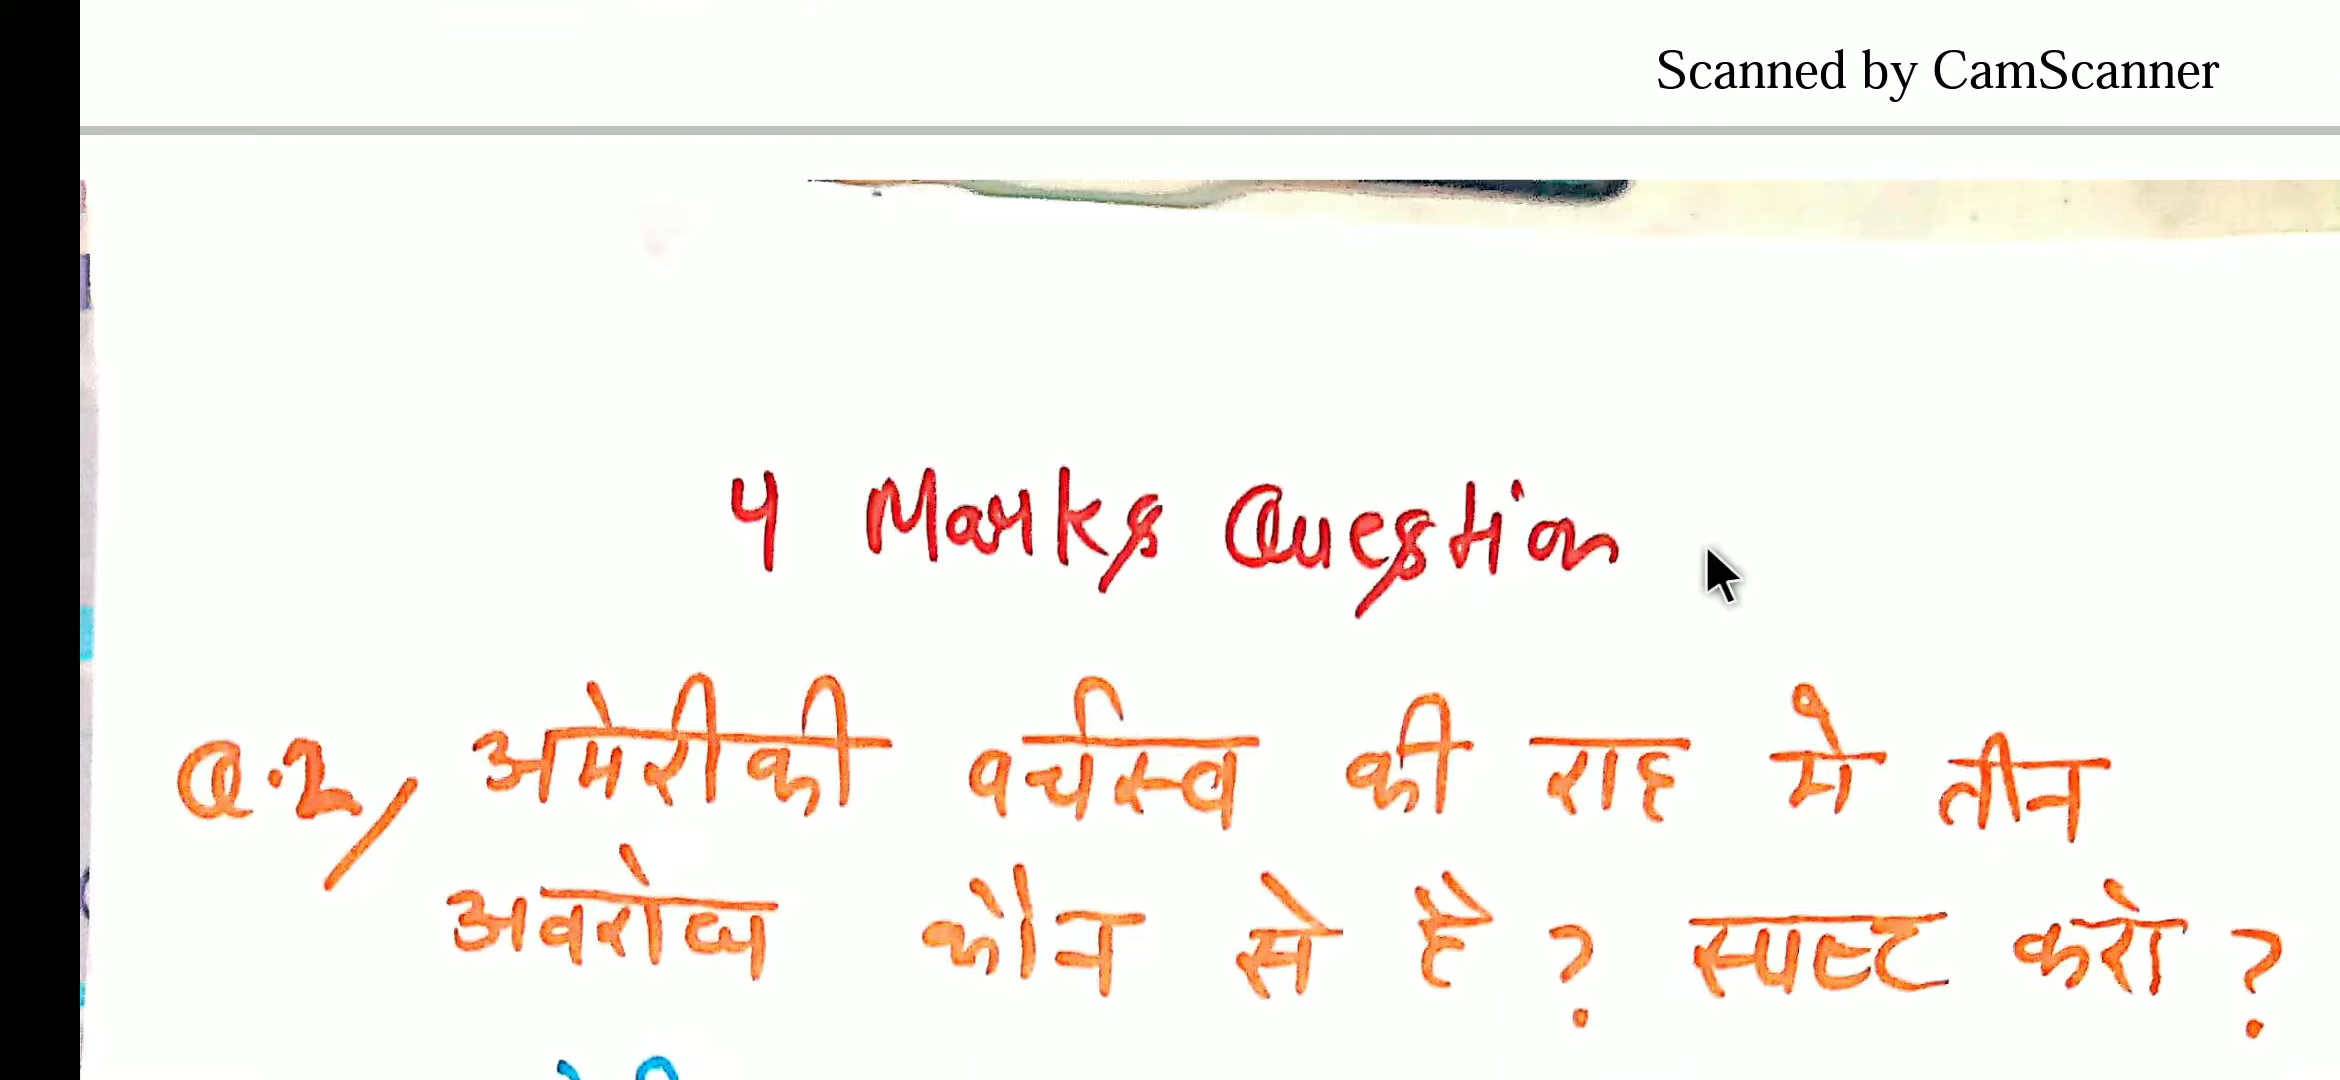 Scanned by CamScanner
4 Marks Question
Q.2, अमेरीकी वर्चस्व की राह में तीन
अवरोध कौन से है ? स्पष्ट करो ?